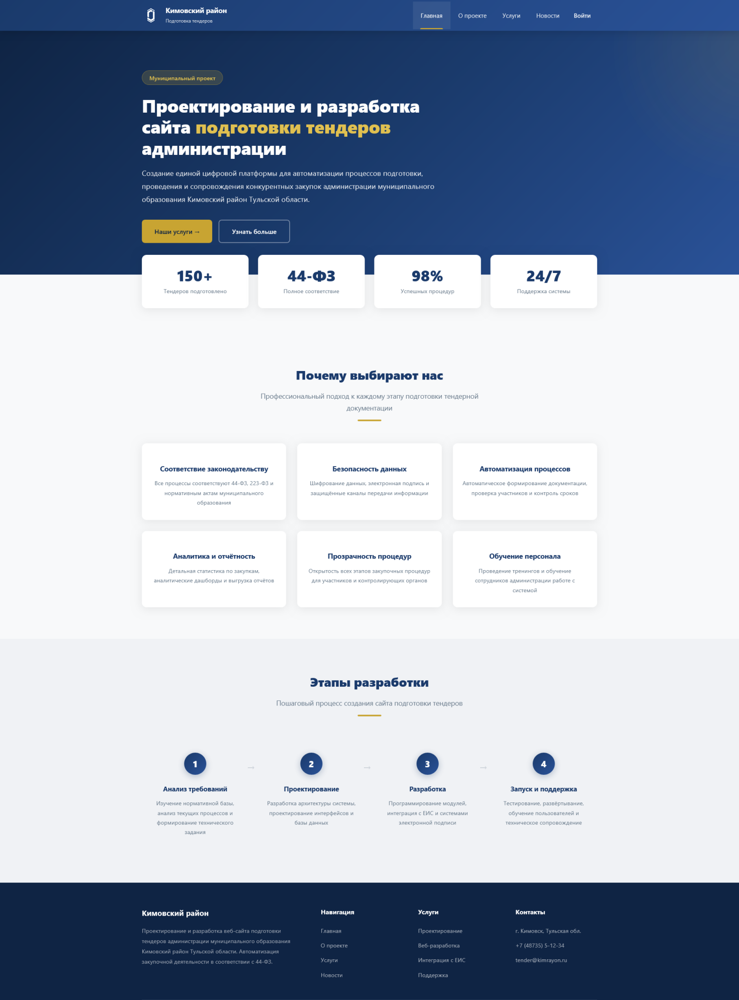 Кимовский район
Подготовка тендеров
Главная
О проекте
Услуги
Новости
Войти
Муниципальный проект
Проектирование и разработка
сайта подготовки тендеров
администрации
Создание единой цифровой платформы для автоматизации процессов подготовки,
проведения и сопровождения конкурентных закупок администрации муниципального
образования Кимовский район Тульской области.
Наши услуги →
Узнать больше
150+
Тендеров подготовлено
44-ФЗ
Полное соответствие
98%
Успешных процедур
24/7
Поддержка системы
Почему выбирают нас
Профессиональный подход к каждому этапу подготовки тендерной
документации
Соответствие законодательству
Все процессы соответствуют 44-ФЗ, 223-ФЗ и
нормативным актам муниципального
образования
Безопасность данных
Шифрование данных, электронная подпись и
защищённые каналы передачи информации
Автоматизация процессов
Автоматическое формирование документации,
проверка участников и контроль сроков
Аналитика и отчётность
Детальная статистика по закупкам,
аналитические дашборды и выгрузка отчётов
Прозрачность процедур
Открытость всех этапов закупочных процедур
для участников и контролирующих органов
Обучение персонала
Проведение тренингов и обучение
сотрудников администрации работе с
системой
Этапы разработки
Пошаговый процесс создания сайта подготовки тендеров
1
Анализ требований
Изучение нормативной базы,
анализ текущих процессов и
формирование технического
задания
→
2
Проектирование
Разработка архитектуры системы,
проектирование интерфейсов и
базы данных
→
3
Разработка
Программирование модулей,
интеграция с ЕИС и системами
электронной подписи
→
4
Запуск и поддержка
Тестирование, развёртывание,
обучение пользователей и
техническое сопровождение
Кимовский район
Проектирование и разработка веб-сайта подготовки
тендеров администрации муниципального образования
Кимовский район Тульской области. Автоматизация
закупочной деятельности в соответствии с 44-ФЗ.
Навигация
Главная
О проекте
Услуги
Новости
Услуги
Проектирование
Веб-разработка
Интеграция с ЕИС
Поддержка
Контакты
г. Кимовск, Тульская обл.
+7 (48735) 5-12-34
tender@kimrayon.ru